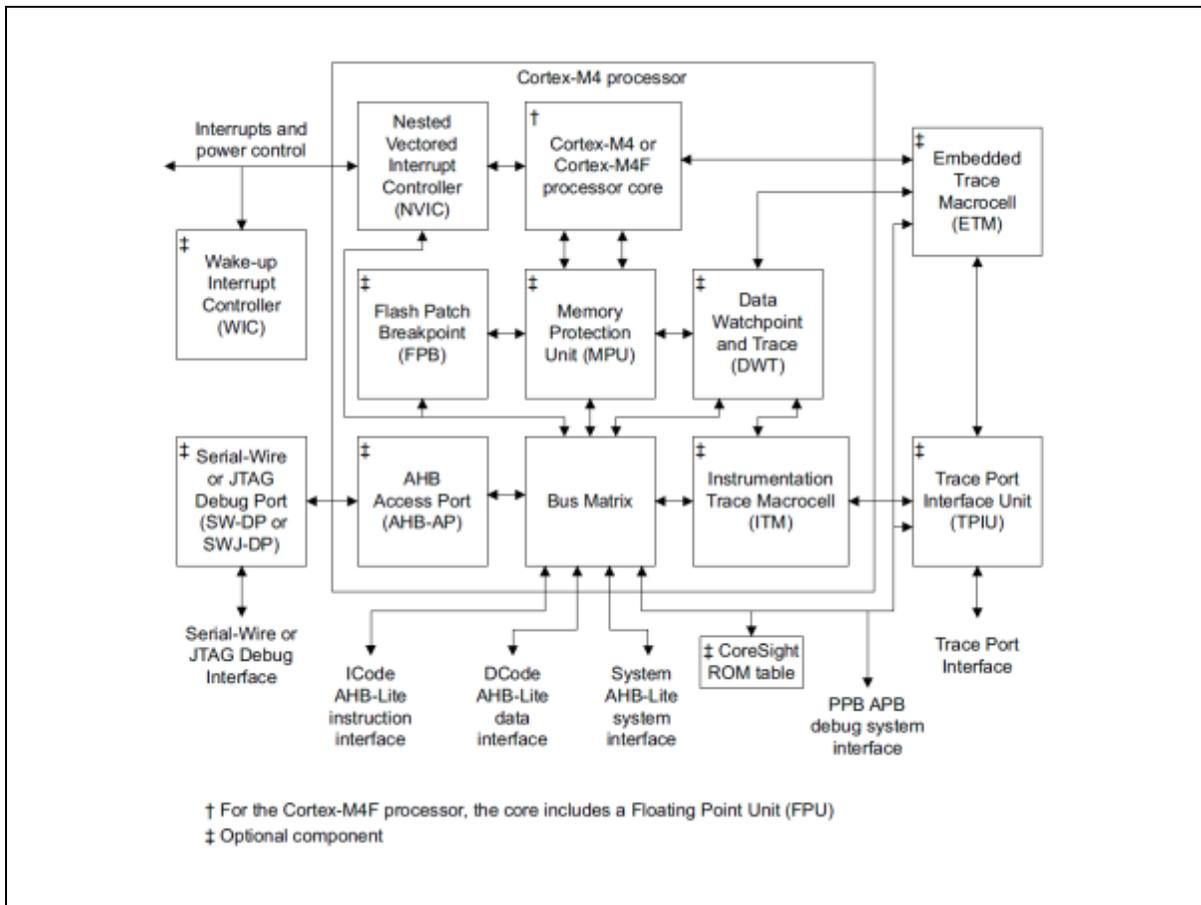 Cortex-M4 processor
Interrupts and
power control
Nested
Vectored
Interrupt
Controller
(NVIC)
†
Cortex-M4 or
Cortex-M4F
processor core
‡
Embedded
Trace
Macrocell
(ETM)
‡
Wake-up
Interrupt
Controller
(WIC)
‡
Flash Patch
Breakpoint
(FPB)
‡
Memory
Protection
Unit (MPU)
‡
Data
Watchpoint
and Trace
(DWT)
‡
Serial-Wire
or JTAG
Debug Port
(SW-DP or
SWJ-DP)
‡
AHB
Access Port
(AHB-AP)
Bus Matrix
‡
Instrumentation
Trace Macrocell
(ITM)
‡
Trace Port
Interface Unit
(TPIU)
Serial-Wire or
JTAG Debug
Interface
ICode
AHB-Lite
instruction
interface
DCode
AHB-Lite
data
interface
System
AHB-Lite
system
interface
‡ CoreSight
ROM table
PPB APB
debug system
interface
Trace Port
Interface
† For the Cortex-M4F processor, the core includes a Floating Point Unit (FPU)
‡ Optional component